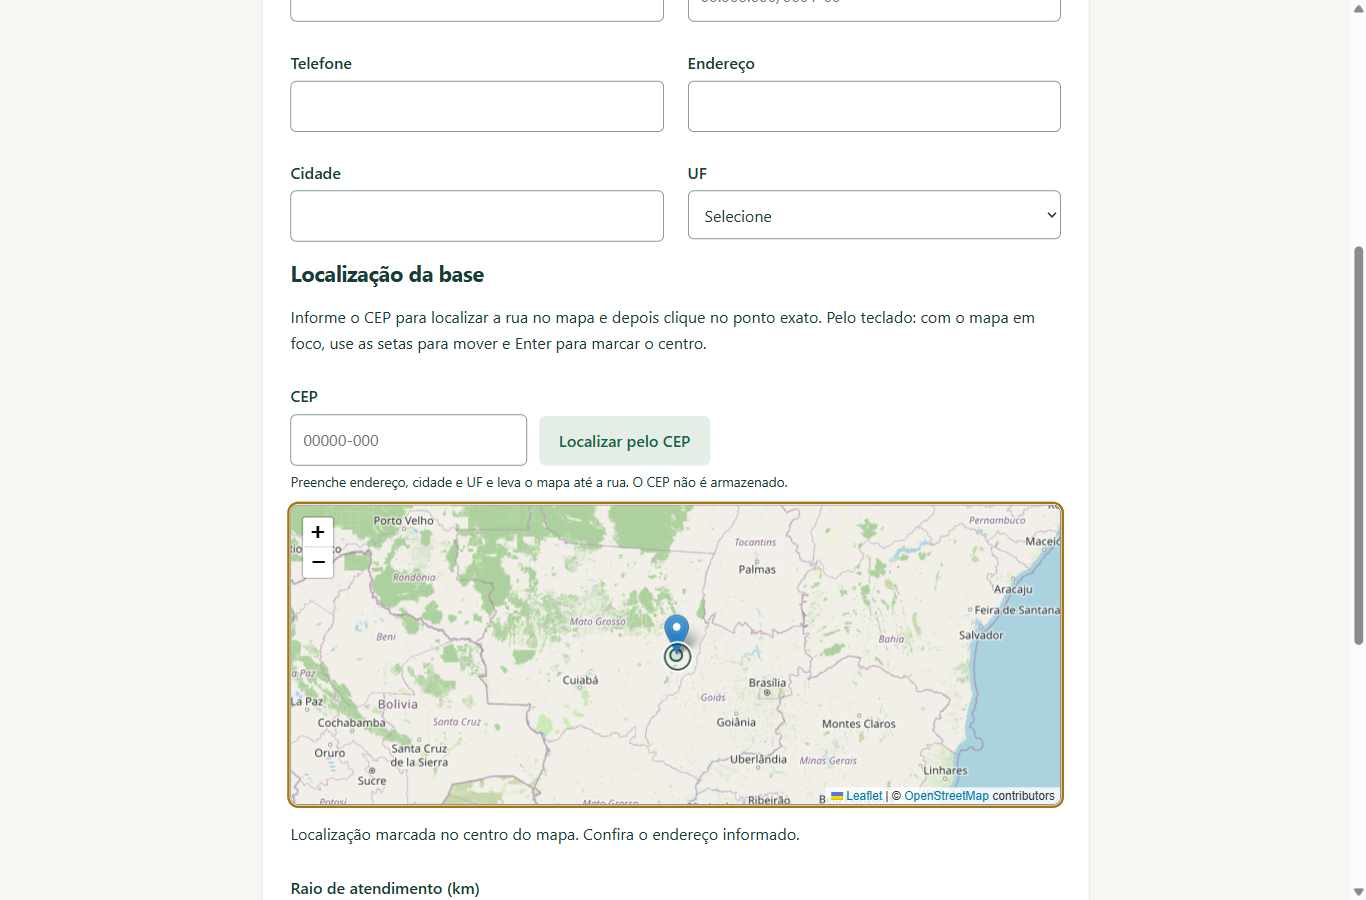 Telefone
Endereço
Cidade
UF
Selecione
Localização da base
Informe o CEP para localizar a rua no mapa e depois clique no ponto exato. Pelo teclado: com o mapa em
foco, use as setas para mover e Enter para marcar o centro.
CEP
00000-000
Localizar pelo CEP
Preenche endereço, cidade e UF e leva o mapa até a rua. O CEP não é armazenado.
+
−
Porto Velho
Pernambuco
Maceió
Tocantins
Palmas
Rondônia
Aracaju
Feira de Santana
Mato Grosso
Salvador
Beni
Bahia
La Paz
Cuiabá
Brasília
Goiás
Bolivia
Cochabamba
Santa Cruz
Goiânia
Montes Claros
Oruro
Santa Cruz
de la Sierra
Uberlândia
Minas Gerais
Linhares
Sucre
Potosí
Mato Grosso
Ribeirão
Leaflet | © OpenStreetMap contributors
Localização marcada no centro do mapa. Confira o endereço informado.
Raio de atendimento (km)